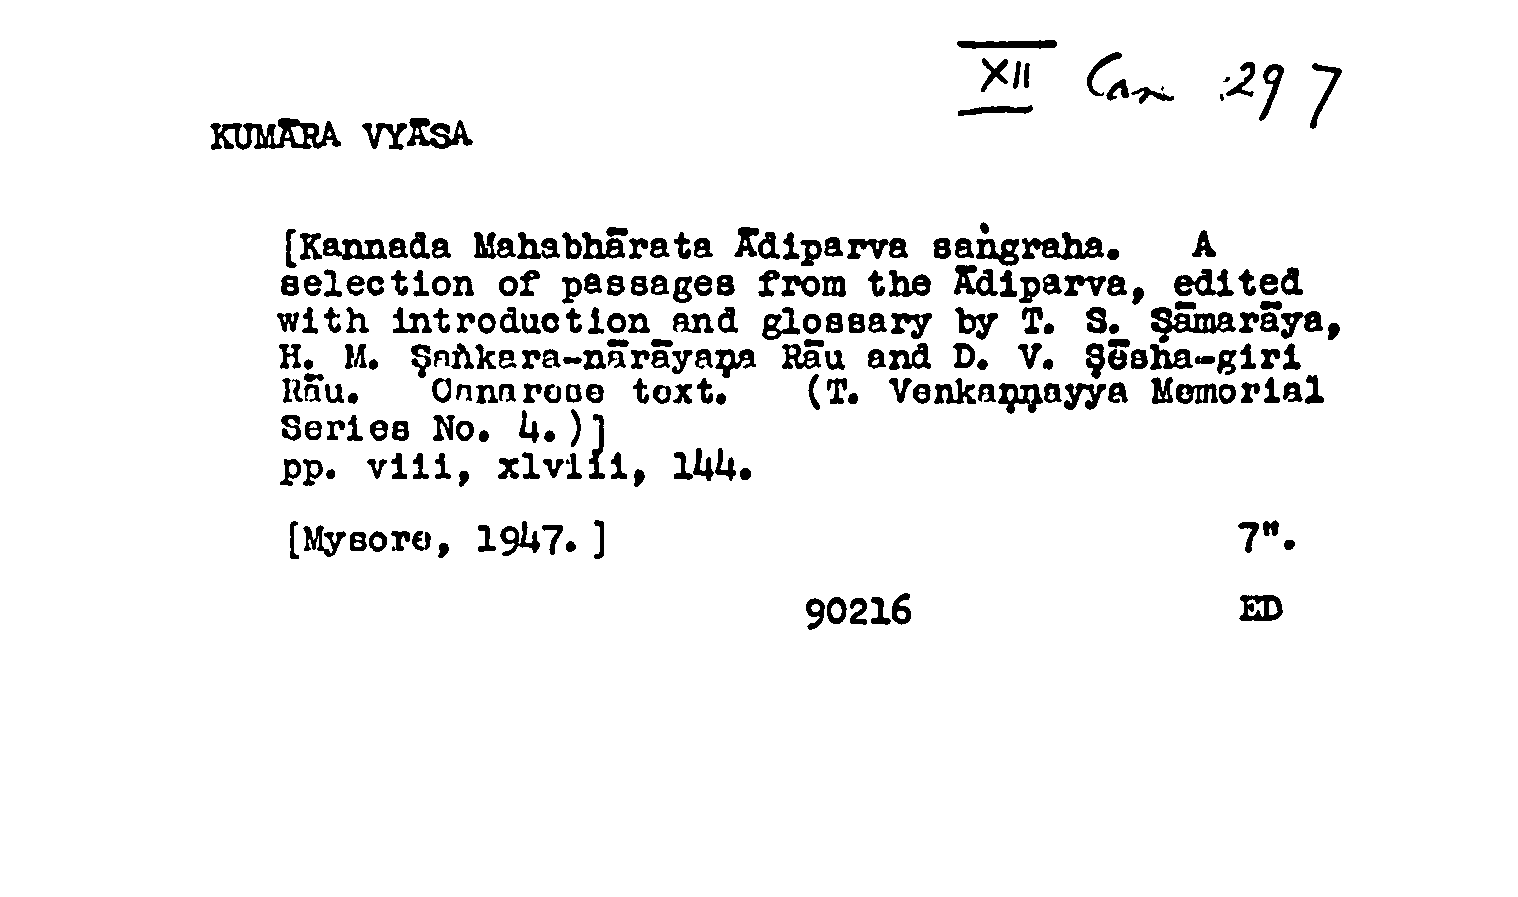 XII Can 297
KUMĀRA VYĀSA
[Kannada Mahabhārata Ādiparva saṅgraha. A
selection of passages from the Ādiparva, edited
with introduction and glossary by T. S. Ṣāmarāya,
H. M. Ṣaṅkara-nārāyaṇa Rāu and D. V. Ṣēsha-giri
Rāu. Canarese text. (T. Venkaṇṇayya Memorial
Series No. 4.)]
pp. viii, xlviii, 144.
[Mysore, 1947.] 7".
90216 ED